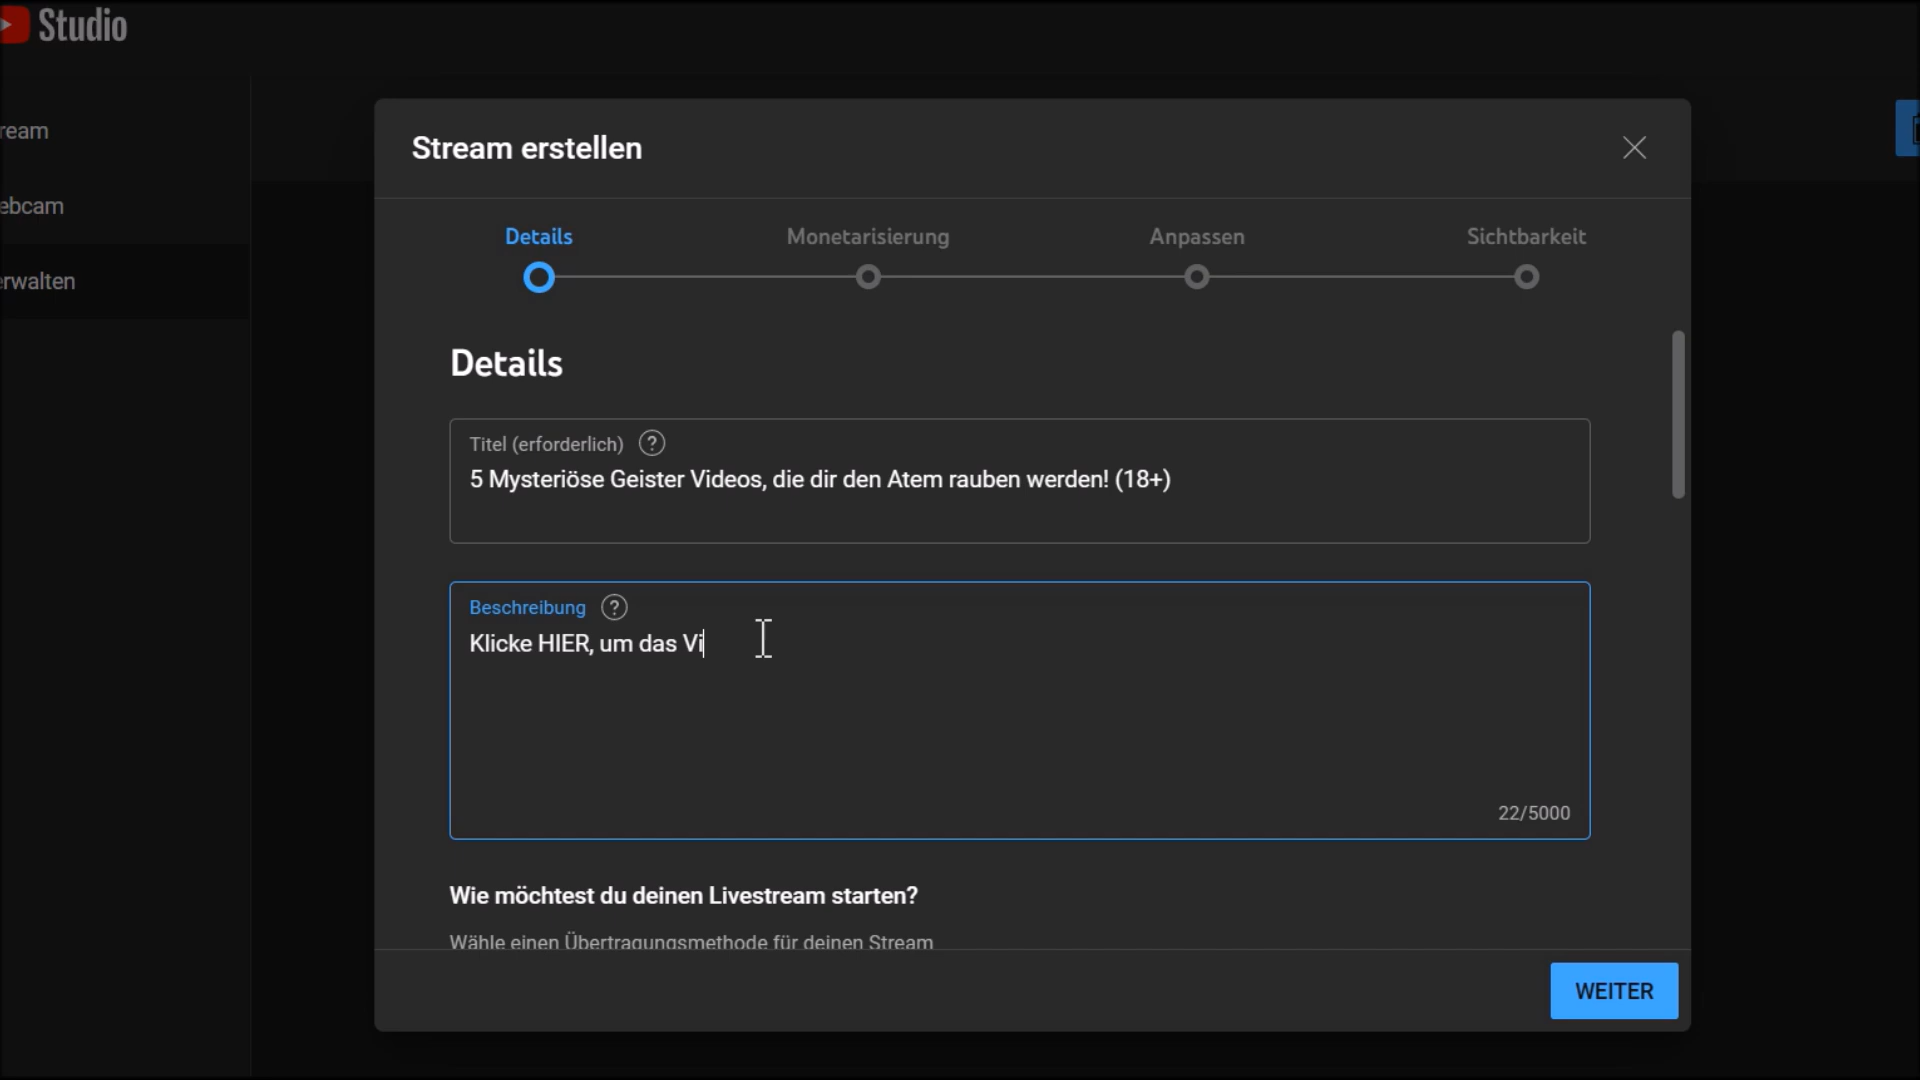 Studio
ream
Stream erstellen
ebcam
Details Monetarisierung Anpassen Sichtbarkeit
erwalten
Details
Titel (erforderlich) ?
5 Mysteriöse Geister Videos, die dir den Atem rauben werden! (18+)
Beschreibung ?
Klicke HIER, um das Vi
22/5000
Wie möchtest du deinen Livestream starten?
Wähle einen Übertragungsmethode für deinen Stream
WEITER